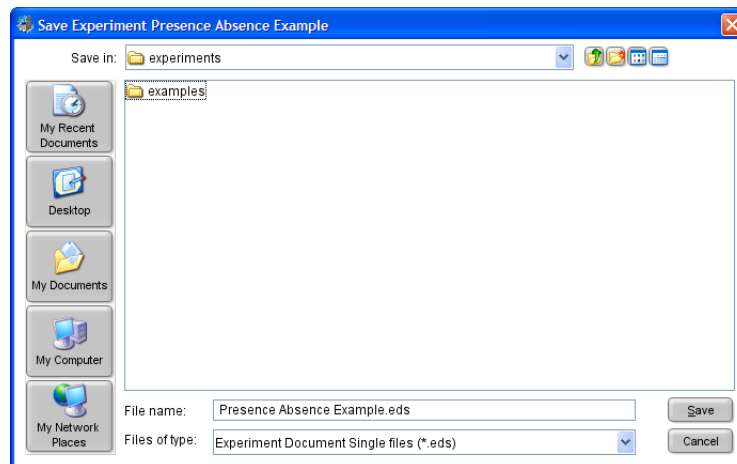 Save Experiment Presence Absence Example
Save in:
experiments
examples
My Recent
Documents
Desktop
My Documents
My Computer
My Network
Places
File name:
Presence Absence Example.eds
Save
Files of type:
Experiment Document Single files (*.eds)
Cancel